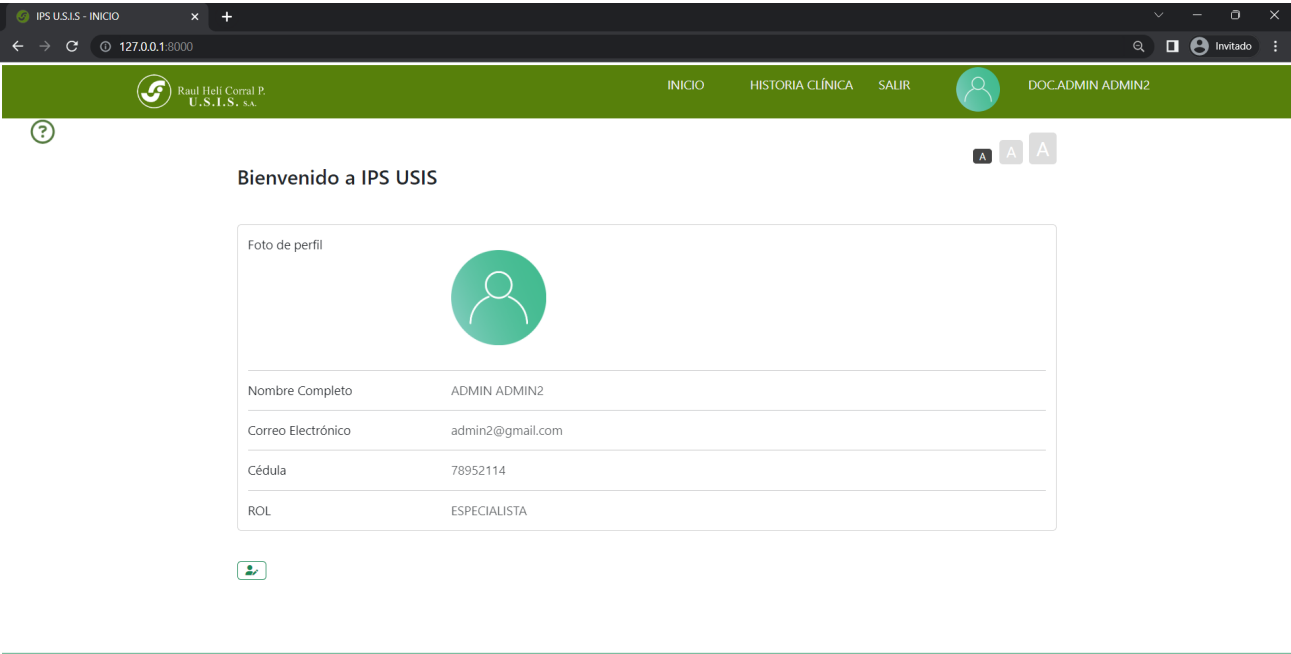 IPS U.S.I.S - INICIO
127.0.0.1:8000
Invitado
Raul Helí Corral P.
U.S.I.S. S.A.
INICIO HISTORIA CLÍNICA SALIR DOC.ADMIN ADMIN2
?
A A A
Bienvenido a IPS USIS
Foto de perfil
Nombre Completo ADMIN ADMIN2
Correo Electrónico admin2@gmail.com
Cédula 78952114
ROL ESPECIALISTA